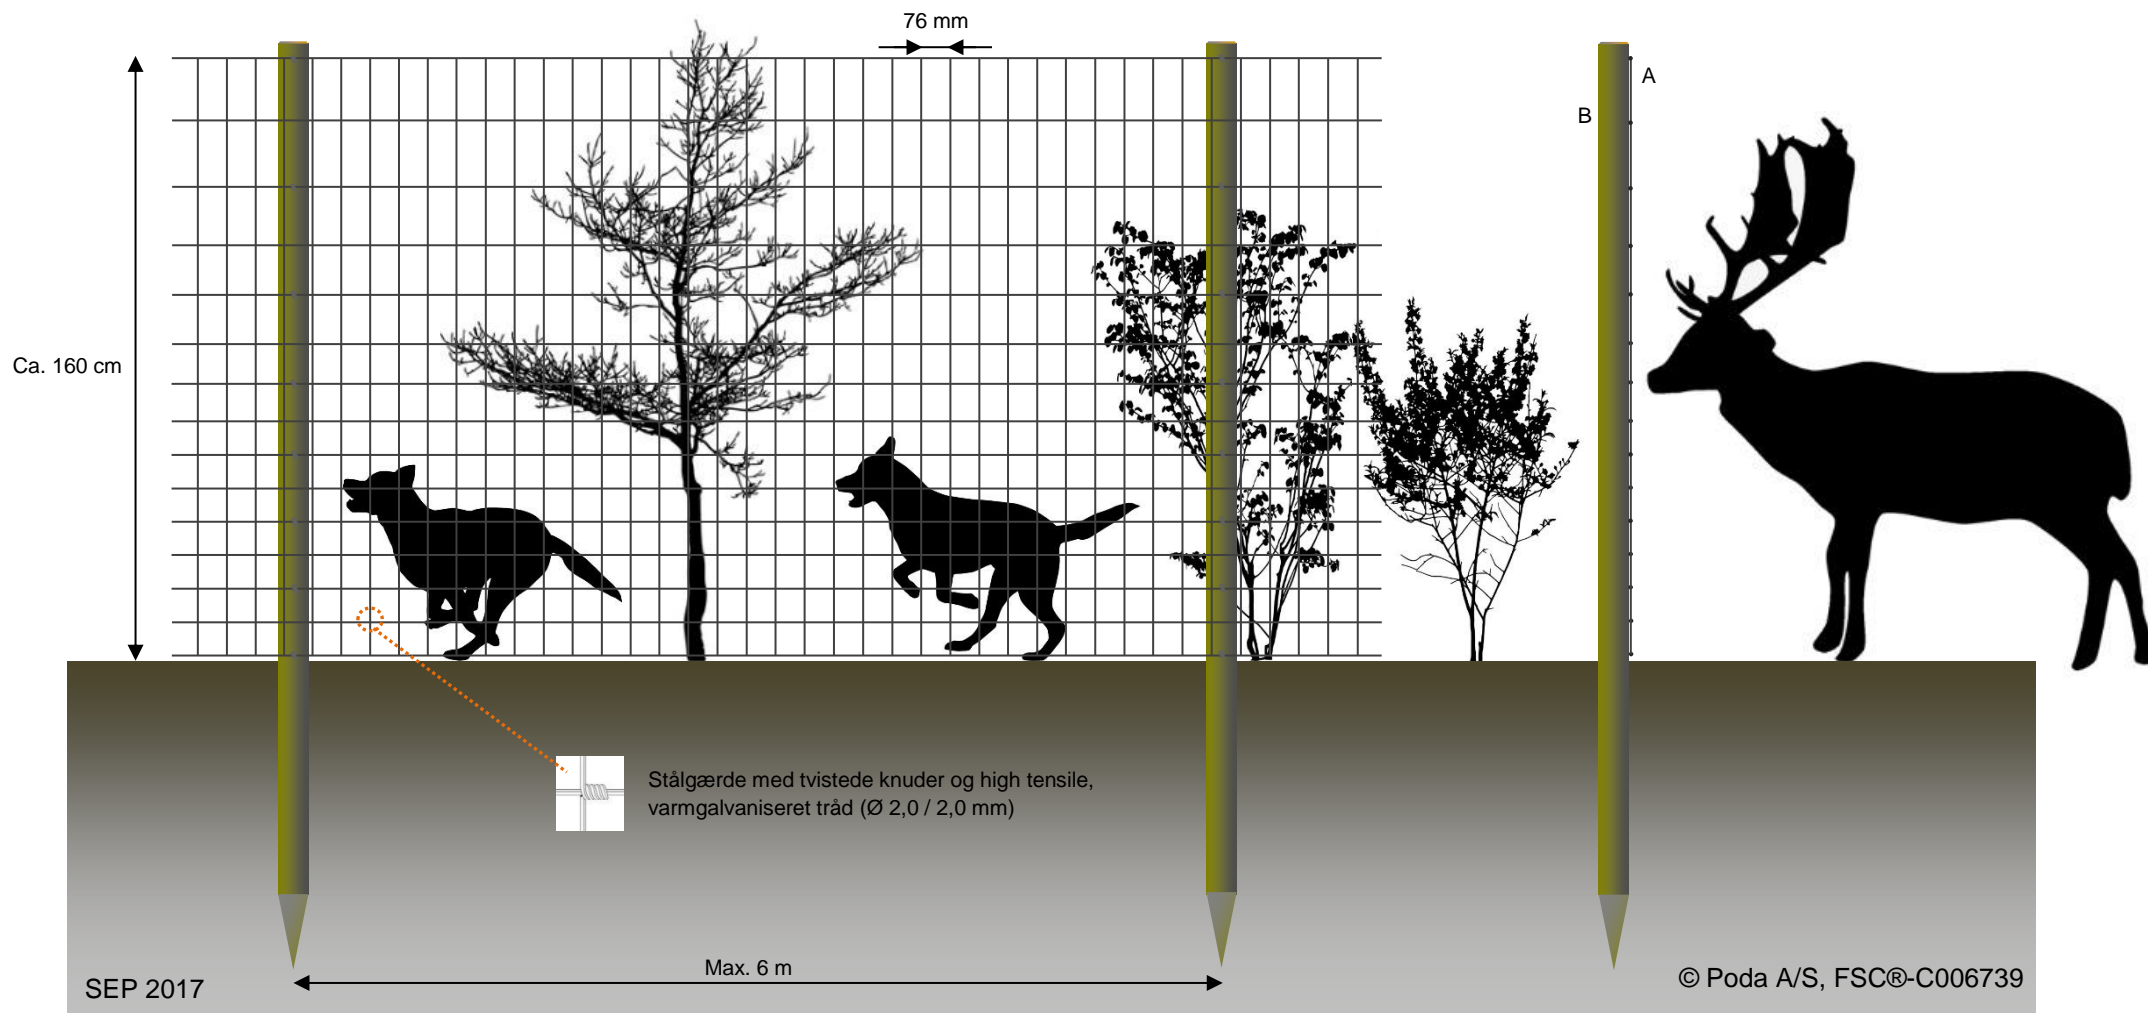 76 mm
A
B
Ca. 160 cm
Stålgærde med tvistede knuder og high tensile,
varmgalvaniseret tråd (Ø 2,0 / 2,0 mm)
Max. 6 m
SEP 2017
© Poda A/S, FSC®-C006739